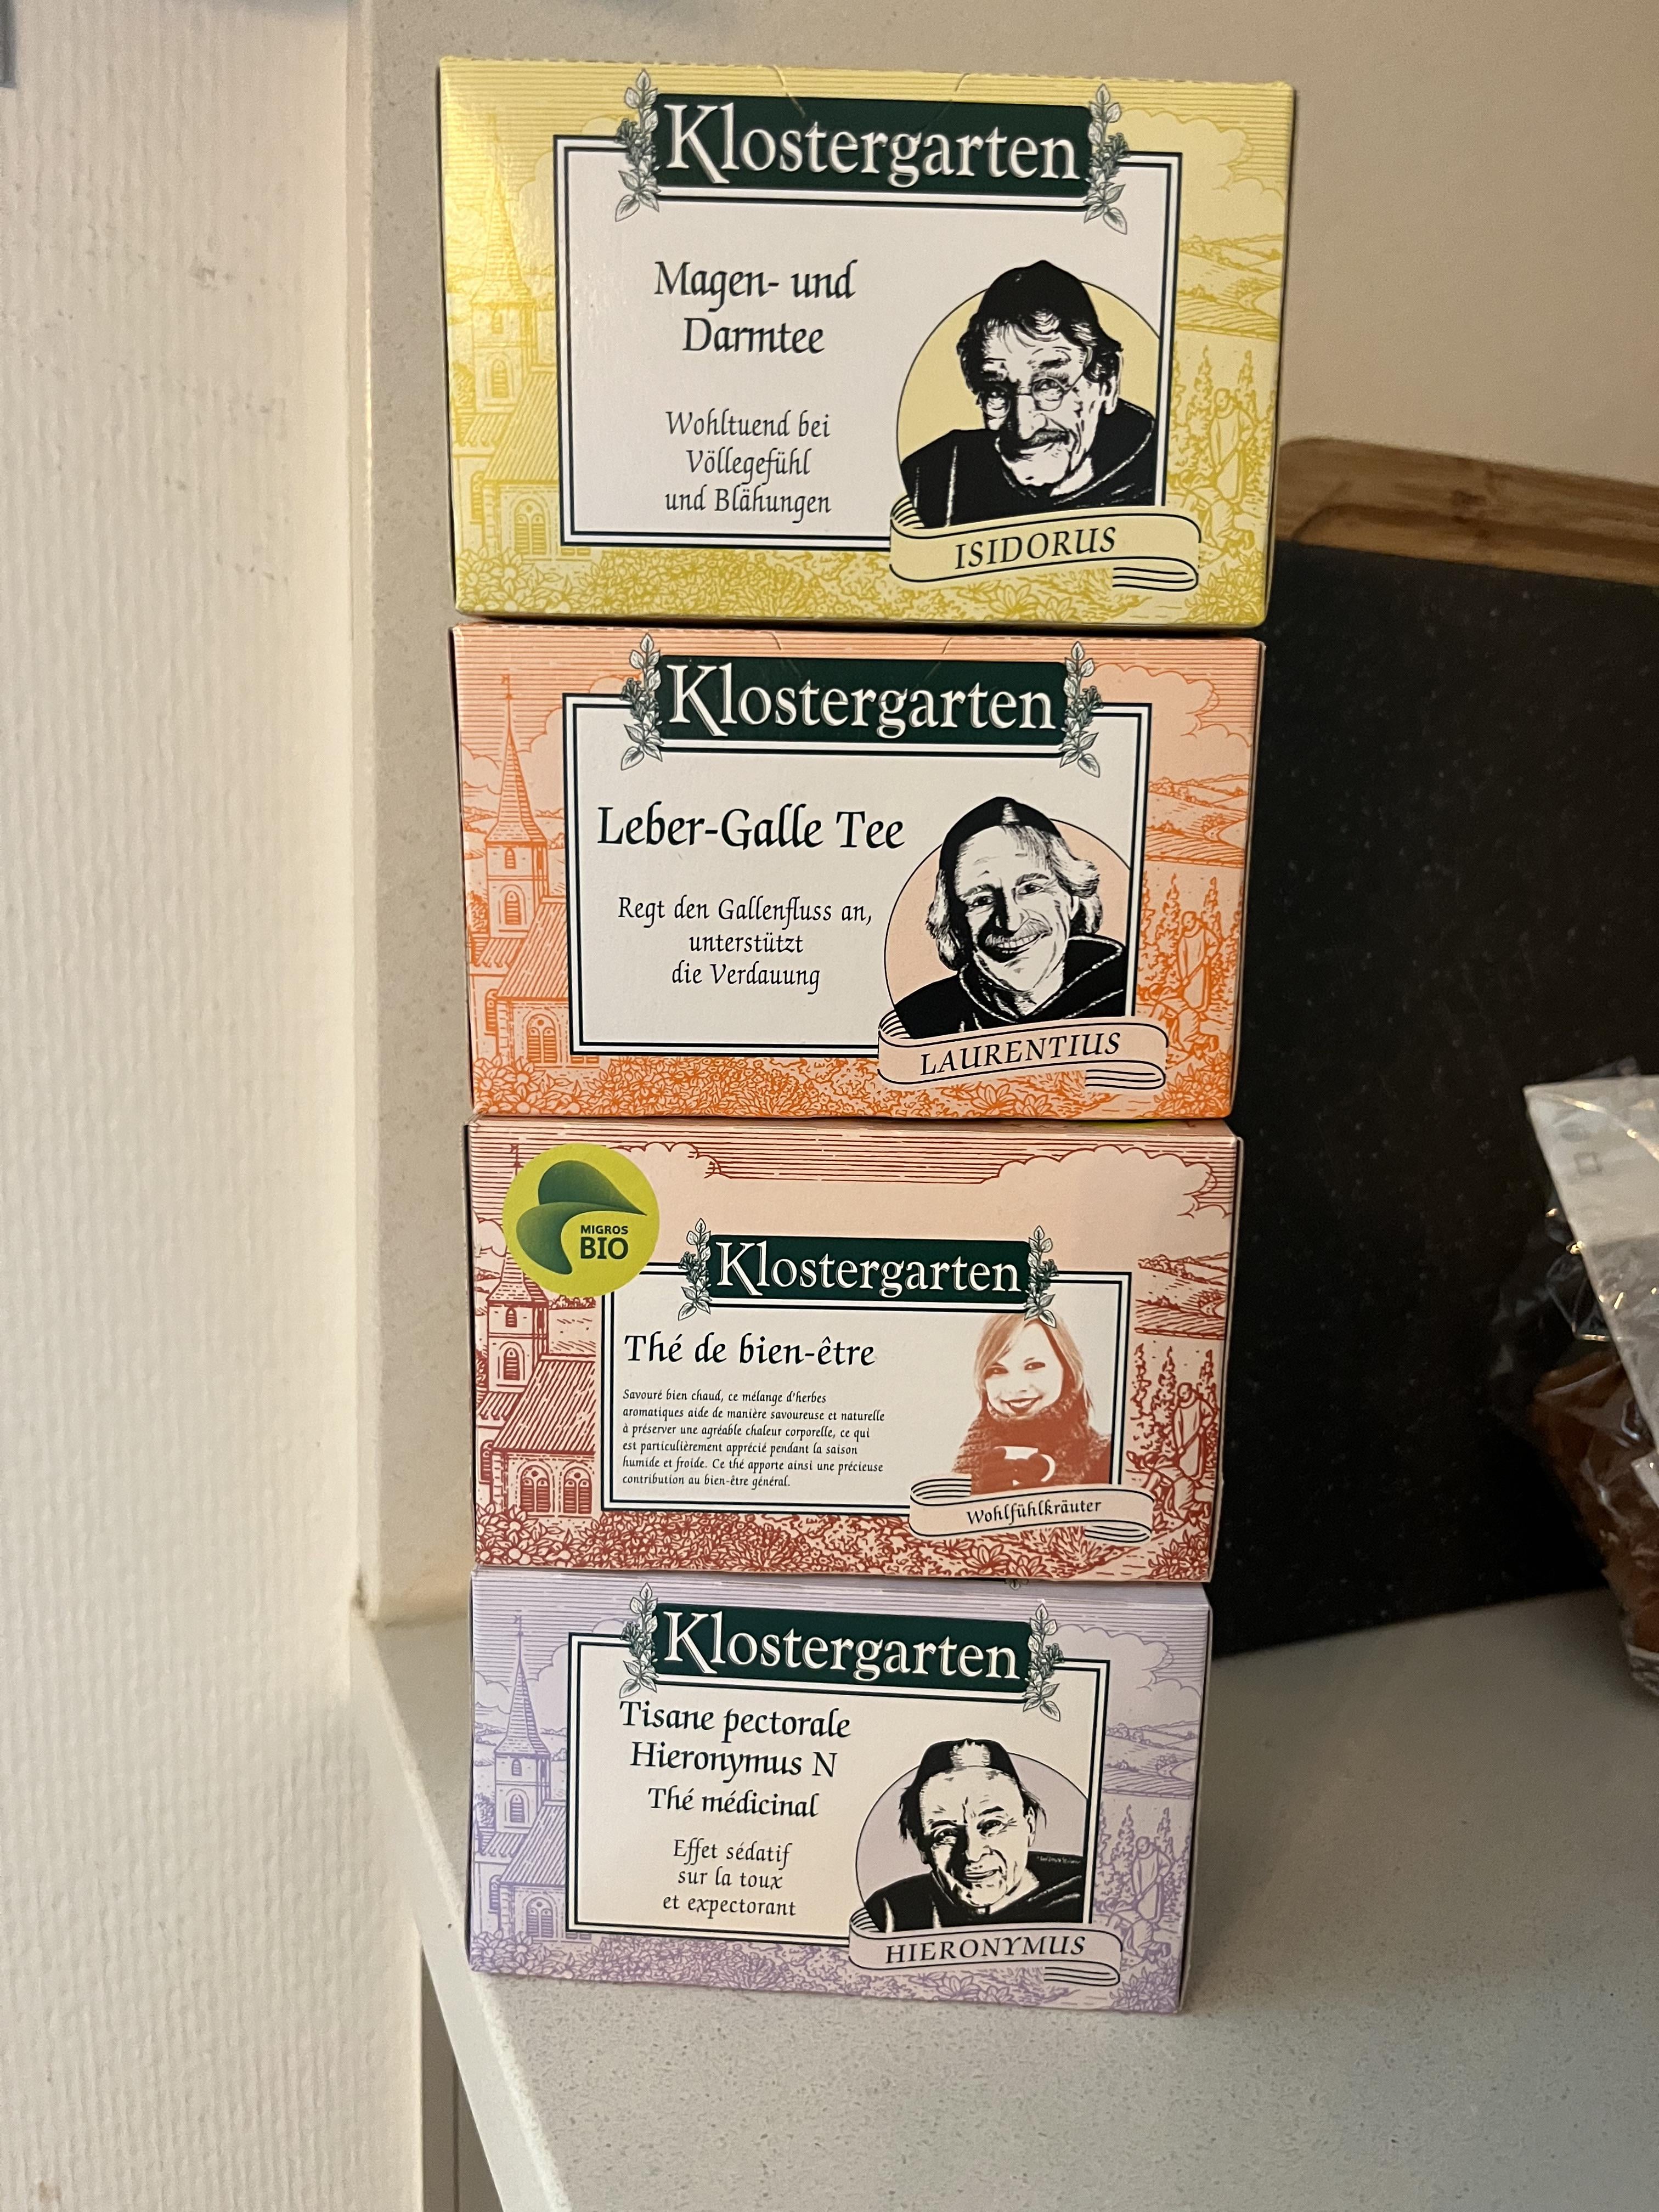 Klostergarten
Magen- und
Darmtee
Wohltuend bei
Völlegefühl
und Blähungen
ISIDORUS
Klostergarten
Leber-Galle Tee
Regt den Gallenfluss an,
unterstützt
die Verdauung
LAURENTIUS
MIGROS
BIO
Klostergarten
Thé de bien-être
Savouré bien chaud, ce mélange d'herbes
aromatiques aide de manière savoureuse et naturelle
à préserver une agréable chaleur corporelle, ce qui
est particulièrement apprécié pendant la saison
humide et froide. Ce thé apporte ainsi une précieuse
contribution au bien-être général.
Wohlfühlkräuter
Klostergarten
Tisane pectorale
Hieronymus N
Thé médicinal
Effet sédatif
sur la toux
et expectorant
HIERONYMUS